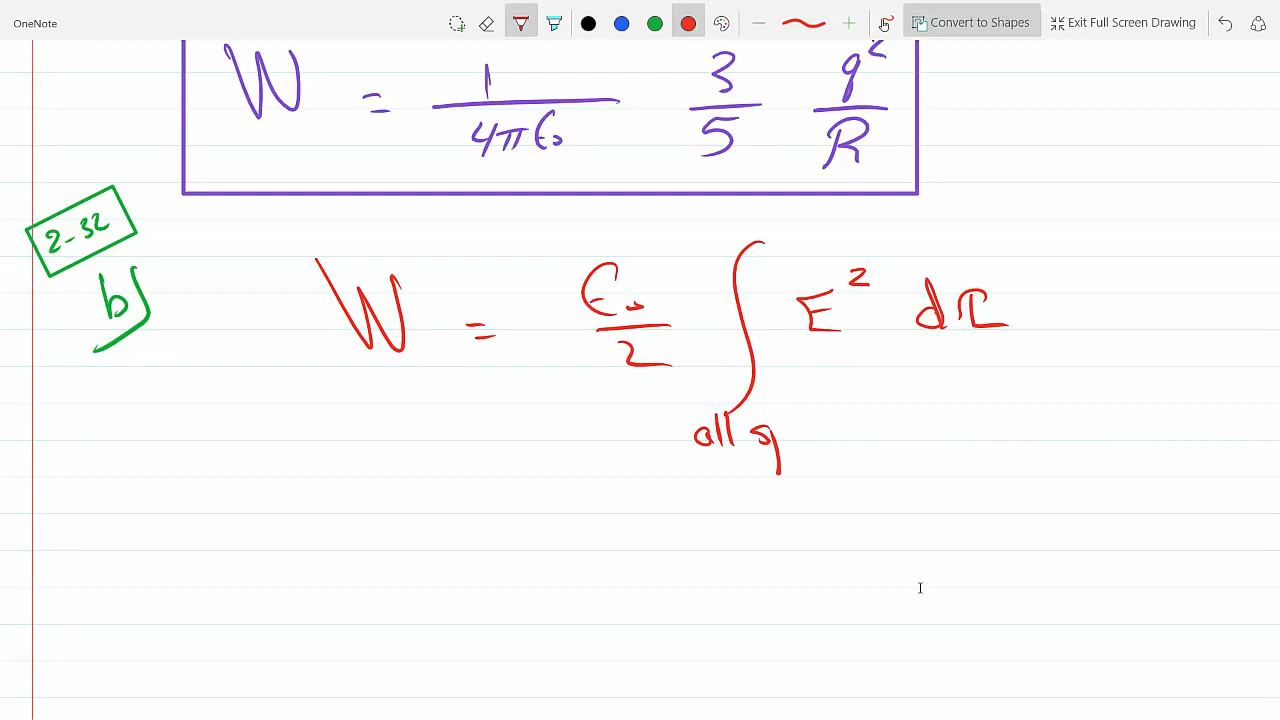 OneNote
Convert to Shapes
Exit Full Screen Drawing
W = 1/4πϵ₀ 3/5 q²/R
2-32
b)
W = ϵ₀/2 ∫ E² dτ
all sp